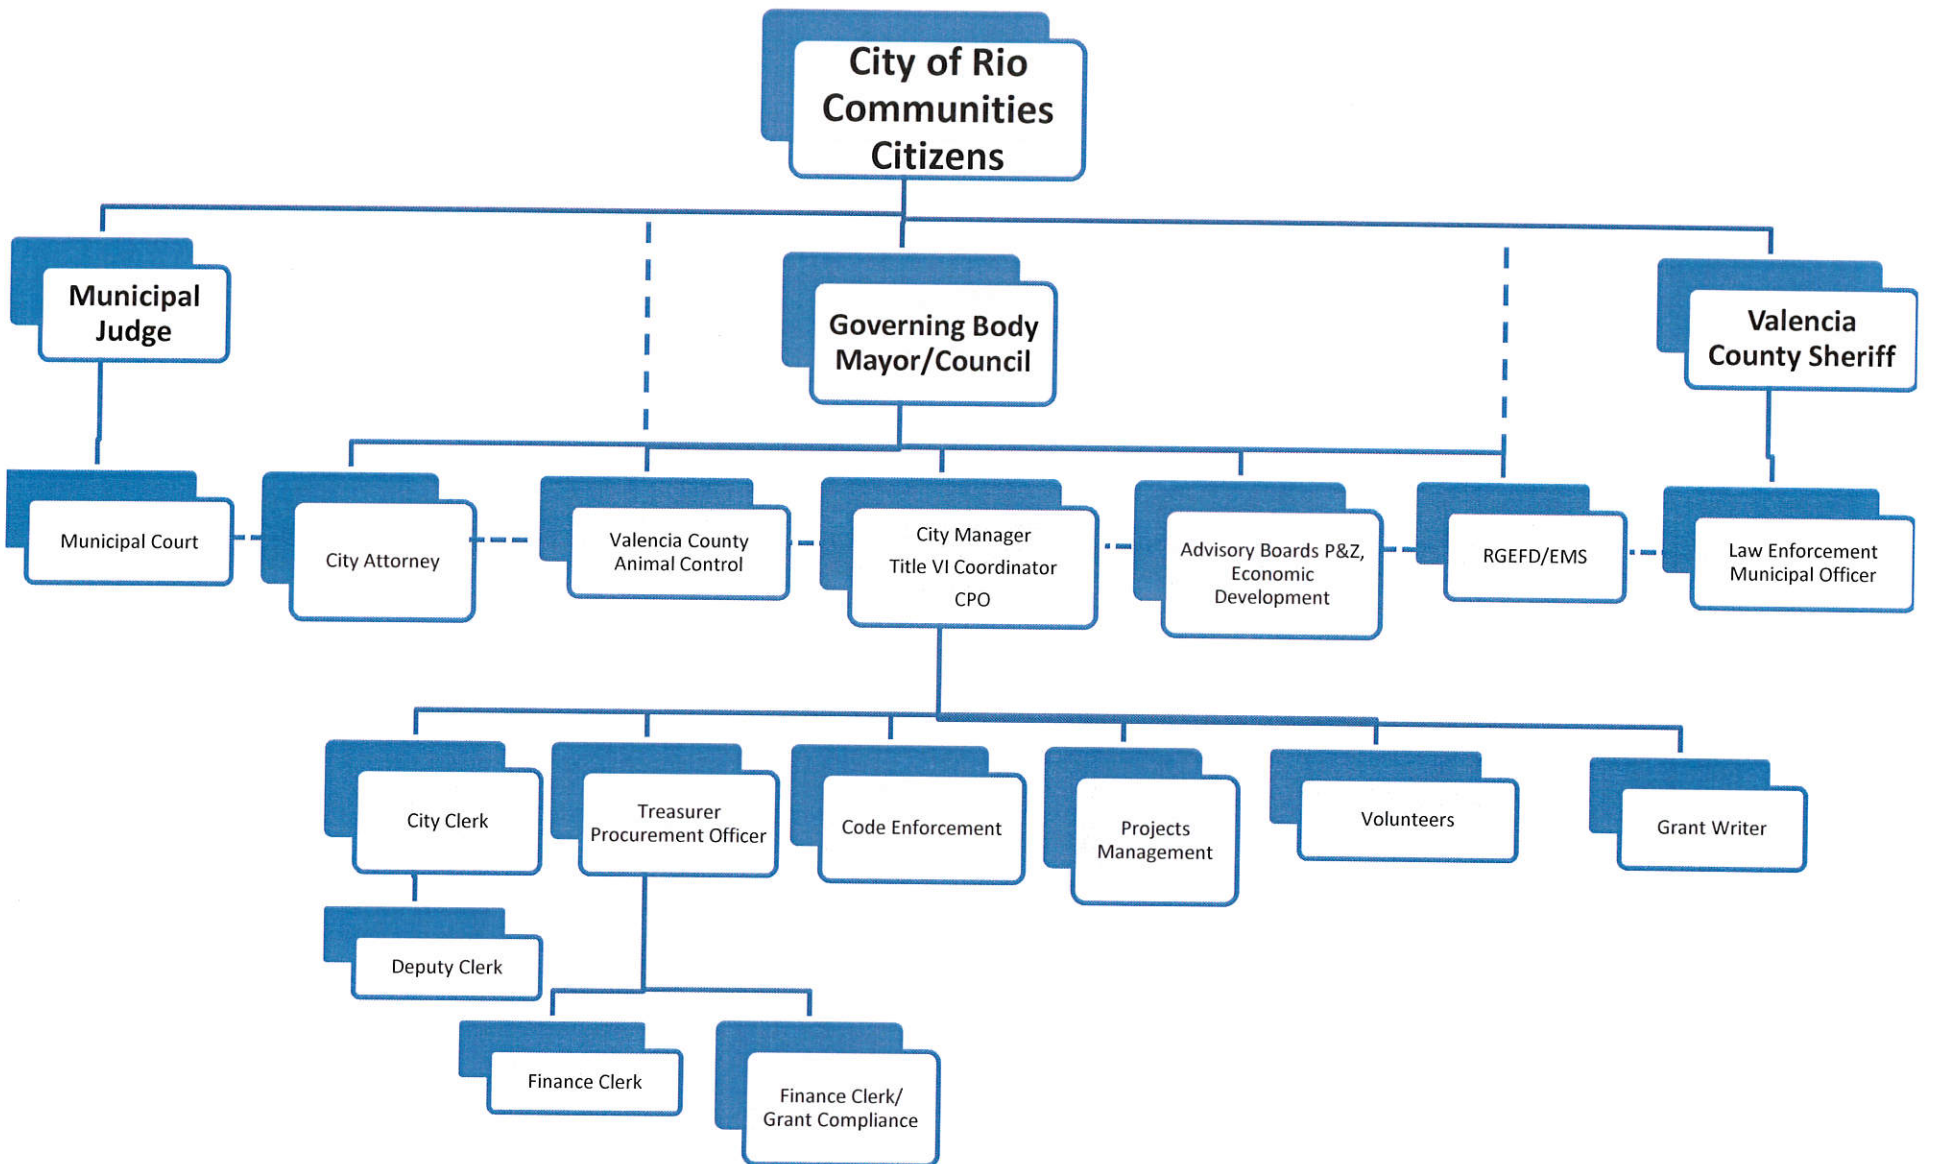 City of Rio
Communities
Citizens
Municipal
Judge
Governing Body
Mayor/Council
Valencia
County Sheriff
Municipal Court
City Attorney
Valencia County
Animal Control
City Manager
Title VI Coordinator
CPO
Advisory Boards P&Z,
Economic
Development
RGEFD/EMS
Law Enforcement
Municipal Officer
City Clerk
Treasurer
Procurement Officer
Code Enforcement
Projects
Management
Volunteers
Grant Writer
Deputy Clerk
Finance Clerk
Finance Clerk/
Grant Compliance